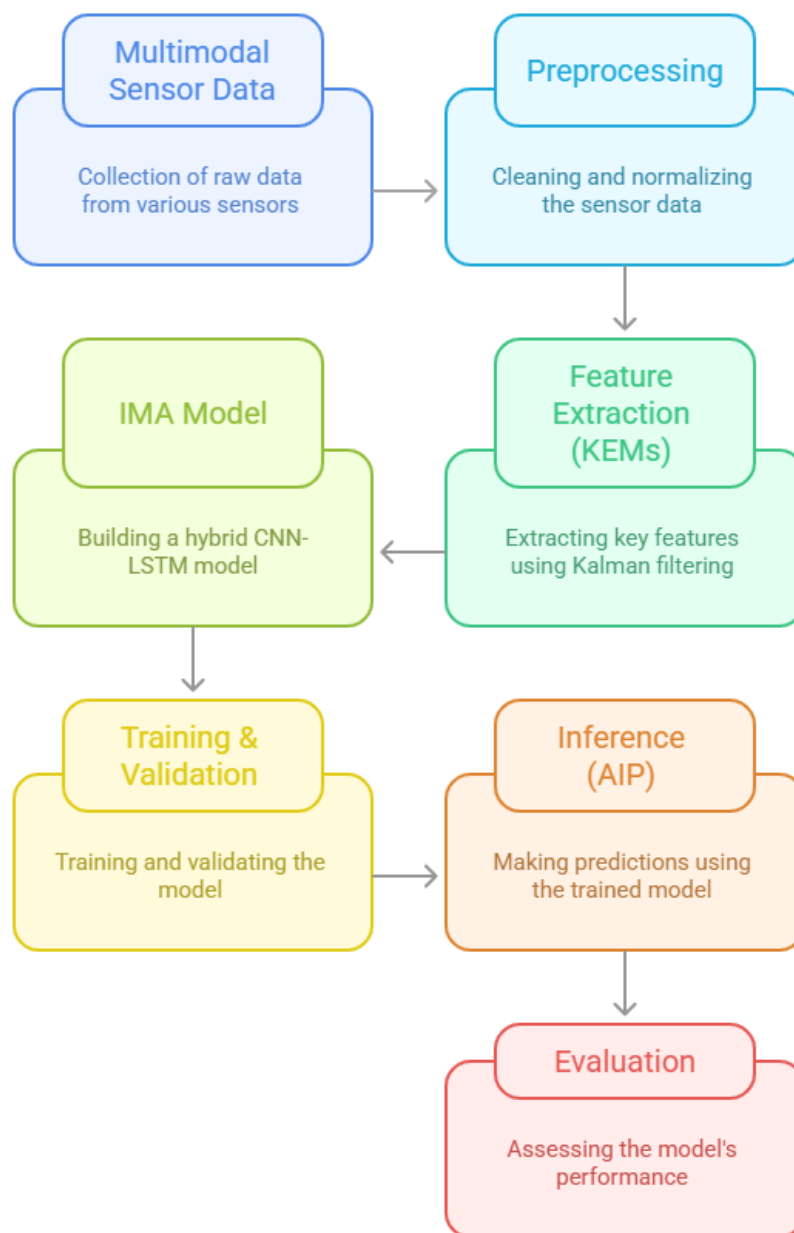 Multimodal
Sensor Data
Collection of raw data
from various sensors
Preprocessing
Cleaning and normalizing
the sensor data
Feature
Extraction
(KEMs)
Extracting key features
using Kalman filtering
IMA Model
Building a hybrid CNN-
LSTM model
Training &
Validation
Training and validating the
model
Inference
(AIP)
Making predictions using
the trained model
Evaluation
Assessing the model's
performance